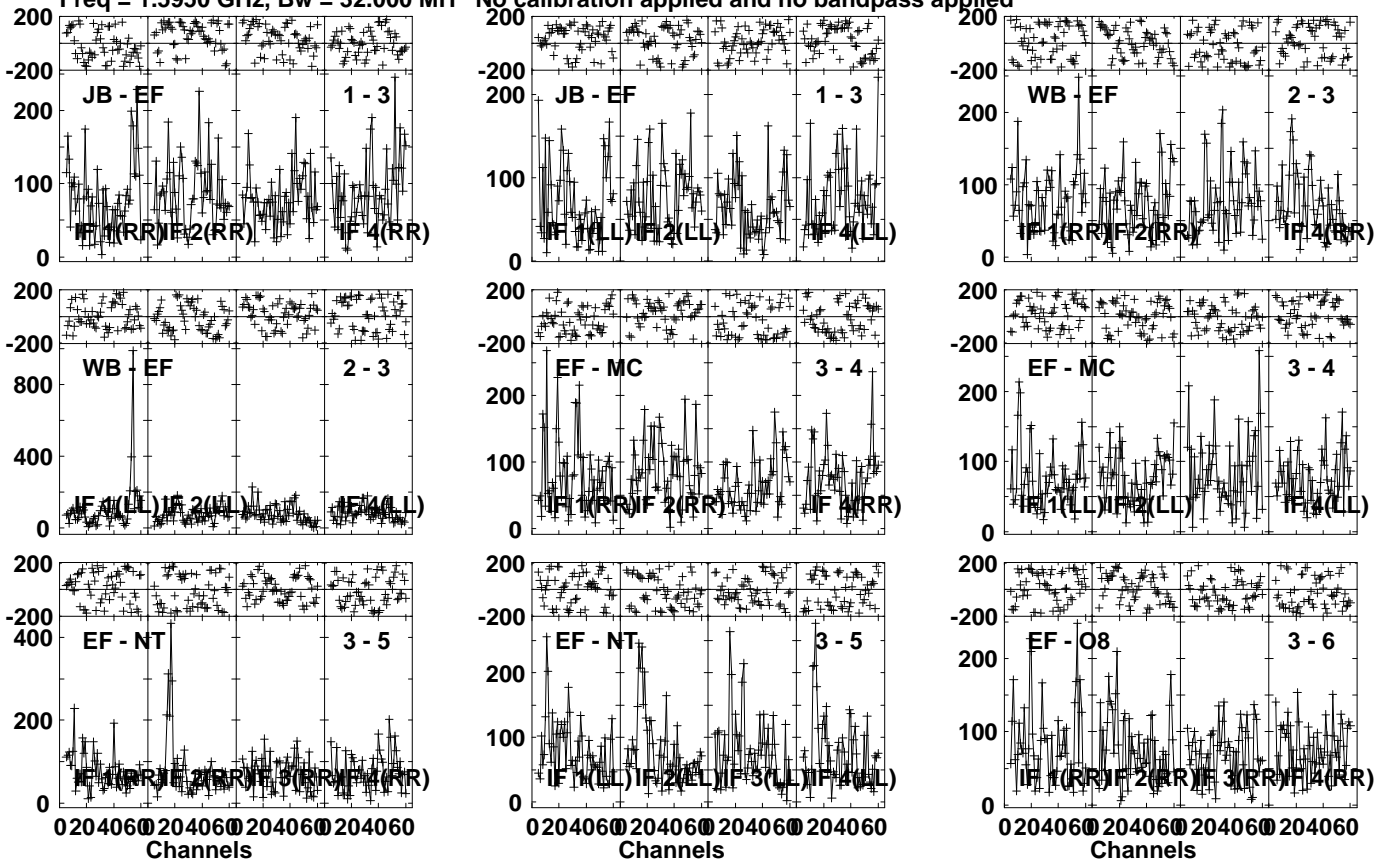 Freq = 1.5950 GHz, Bw = 32.000 MH No calibration applied and no bandpass applied
200
-200
JB - EF 1 - 3
200
100
0
IF 1(RR) IF 2(RR) IF 4(RR)
200
-200
JB - EF 1 - 3
200
100
0
IF 1(LL) IF 2(LL) IF 4(LL)
200
-200
WB - EF 2 - 3
200
100
0
IF 1(RR) IF 2(RR) IF 4(RR)
200
-200
WB - EF 2 - 3
800
400
0
IF 1(LL) IF 2(LL) IF 4(LL)
200
-200
EF - MC 3 - 4
200
100
0
IF 1(RR) IF 2(RR) IF 4(RR)
200
-200
EF - MC 3 - 4
200
100
0
IF 1(LL) IF 2(LL) IF 4(LL)
200
-200
EF - NT 3 - 5
400
200
0
IF 1(RR) IF 2(RR) IF 3(RR) IF 4(RR)
0 20 40 60 0 20 40 60 0 20 40 60 0 20 40 60
Channels
200
-200
EF - NT 3 - 5
200
100
0
IF 1(LL) IF 2(LL) IF 3(LL) IF 4(LL)
0 20 40 60 0 20 40 60 0 20 40 60 0 20 40 60
Channels
200
-200
EF - O8 3 - 6
200
100
0
IF 1(RR) IF 2(RR) IF 3(RR) IF 4(RR)
0 20 40 60 0 20 40 60 0 20 40 60 0 20 40 60
Channels